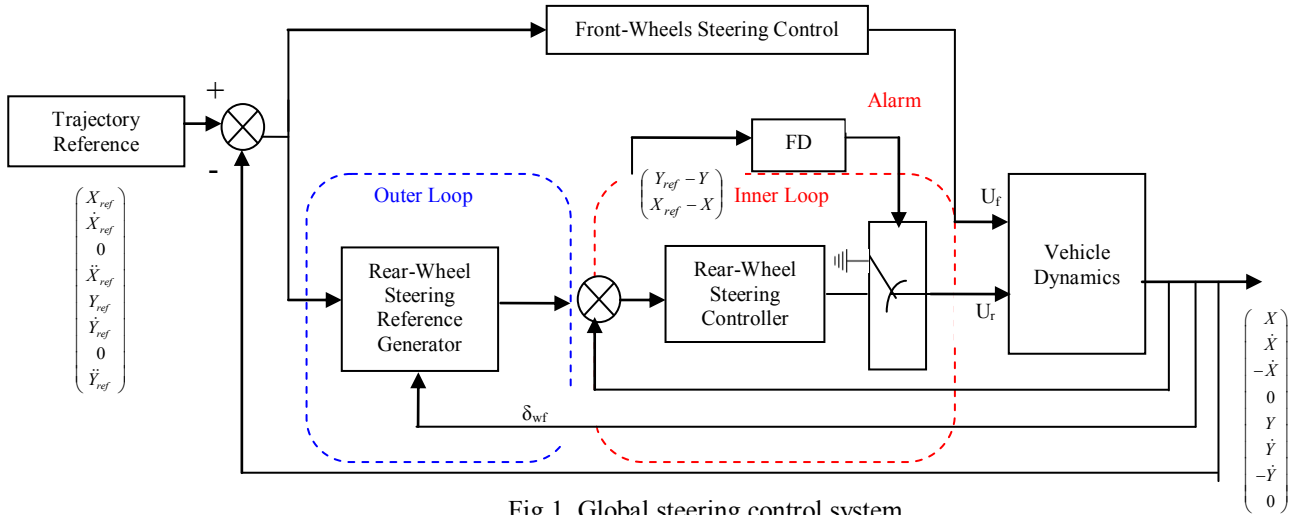 Front-Wheels Steering Control
+
Alarm
Trajectory
Reference
FD
-
Outer Loop
Y_ref − Y
X_ref − X
Inner Loop
U_f
X_ref
Ẋ_ref
0
Ẍ_ref
Y_ref
Ẏ_ref
0
Ÿ_ref
Rear-Wheel
Steering
Reference
Generator
Rear-Wheel
Steering
Controller
Vehicle
Dynamics
U_r
δ_wf
X
Ẋ
−Ẋ
0
Y
Ẏ
−Ẏ
0
Fig 1. Global steering control system